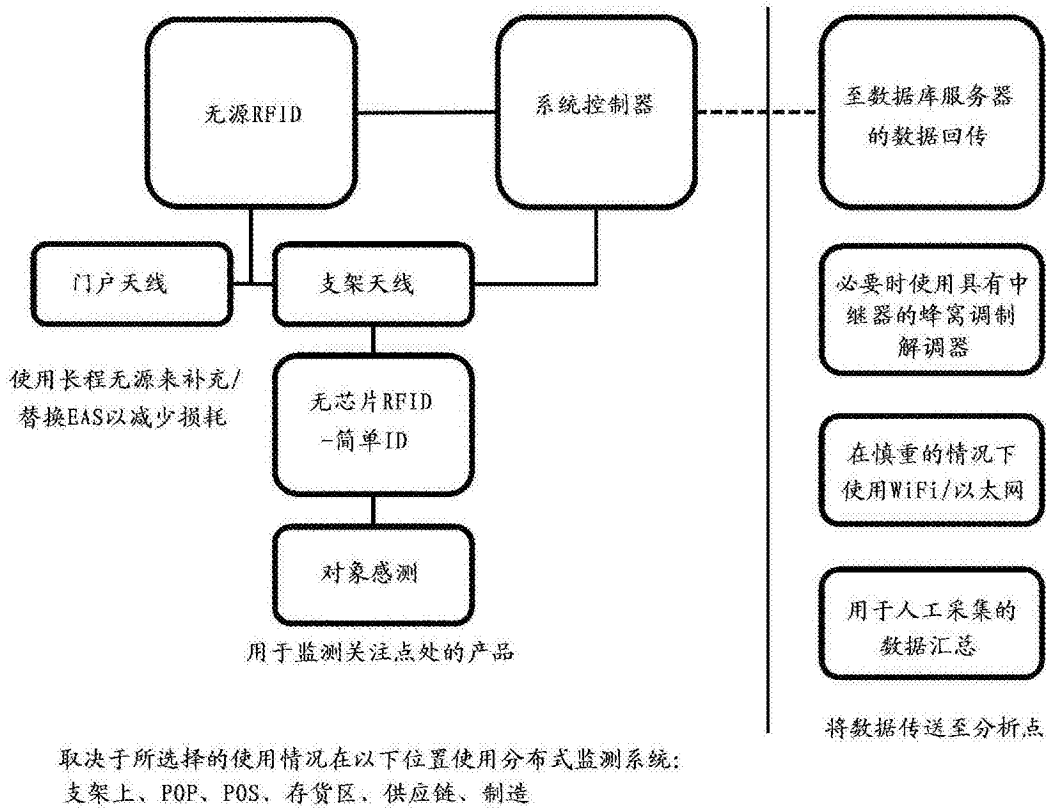 无源RFID
系统控制器
至数据库服务器
的数据回传
门户天线
支架天线
使用长程无源来补充/
替换EAS以减少损耗
无芯片RFID
-简单ID
对象感测
用于监测关注点处的产品
必要时使用具有中
继器的蜂窝调制
解调器
在慎重的情况下
使用WiFi/以太网
用于人工采集的
数据汇总
将数据传送至分析点
取决于所选择的使用情况在以下位置使用分布式监测系统:
支架上、POP、POS、存货区、供应链、制造